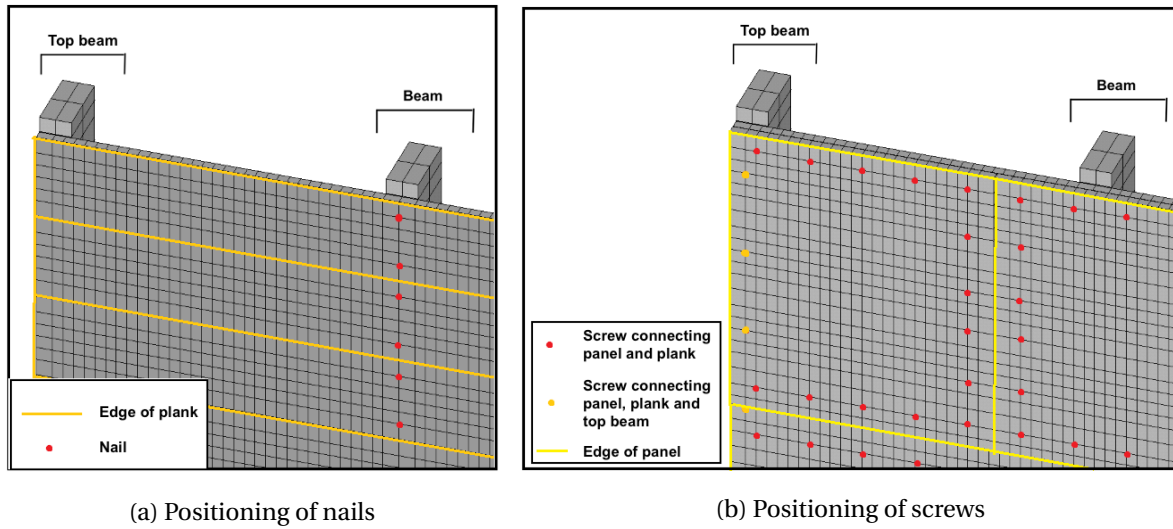 Top beam
Beam
Edge of plank
Nail
(a) Positioning of nails
Top beam
Beam
Screw connecting
panel and plank
Screw connecting
panel, plank and
top beam
Edge of panel
(b) Positioning of screws